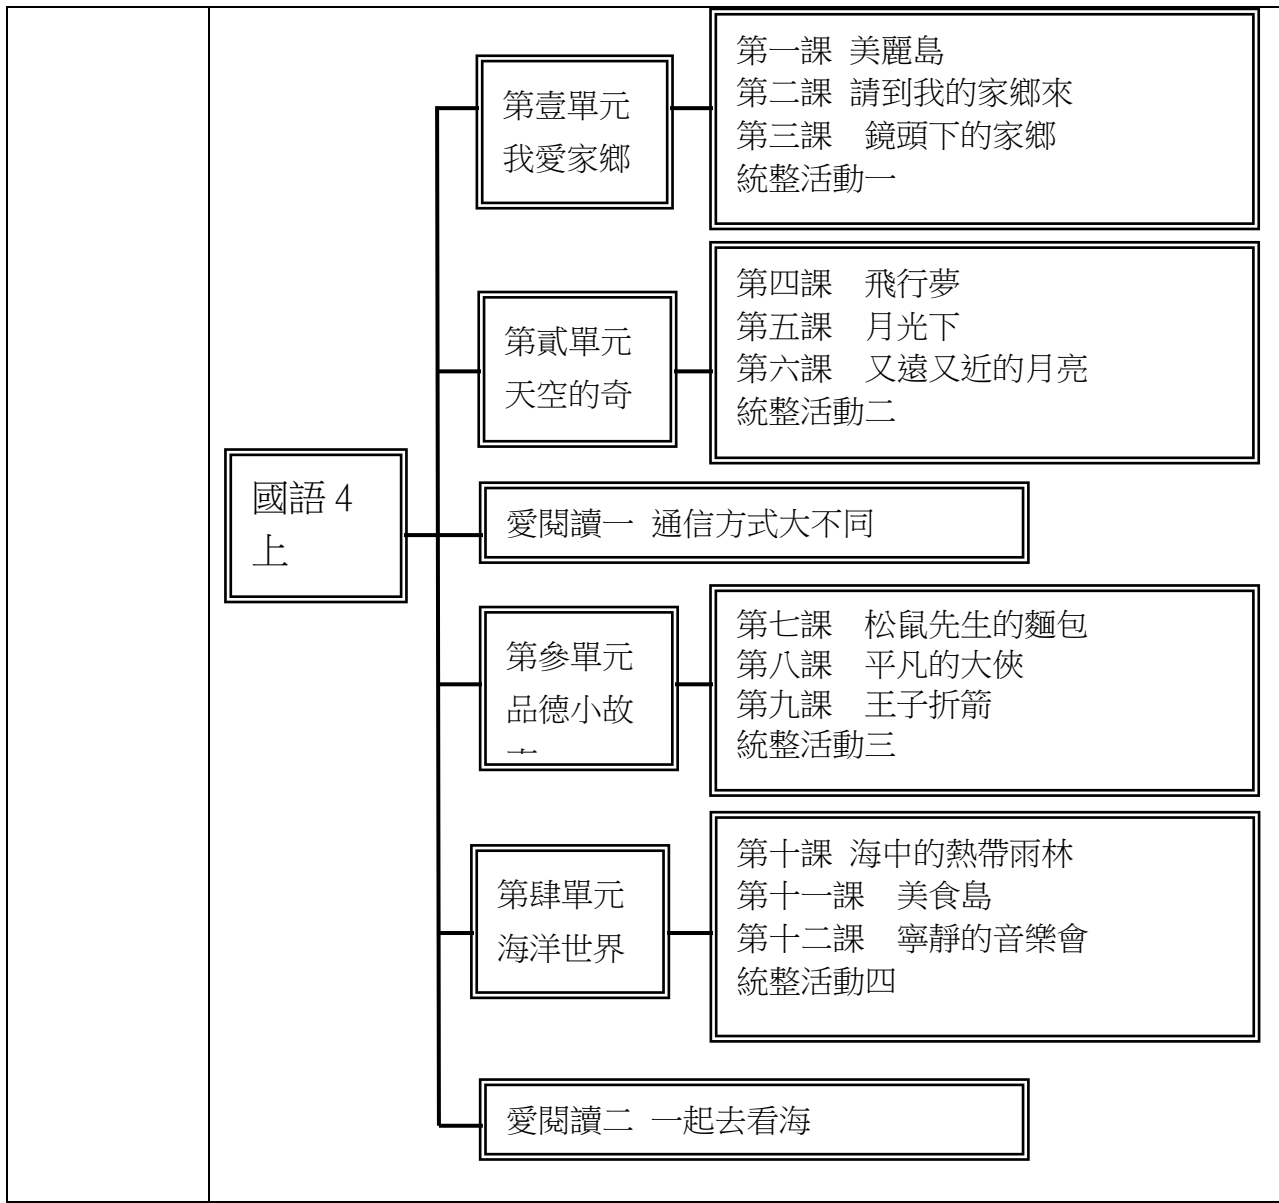 國語 4
上
第壹單元
我愛家鄉
第一課 美麗島
第二課 請到我的家鄉來
第三課 鏡頭下的家鄉
統整活動一
第貳單元
天空的奇
第四課 飛行夢
第五課 月光下
第六課 又遠又近的月亮
統整活動二
愛閱讀一 通信方式大不同
第參單元
品德小故
第七課 松鼠先生的麵包
第八課 平凡的大俠
第九課 王子折箭
統整活動三
第肆單元
海洋世界
第十課 海中的熱帶雨林
第十一課 美食島
第十二課 寧靜的音樂會
統整活動四
愛閱讀二 一起去看海